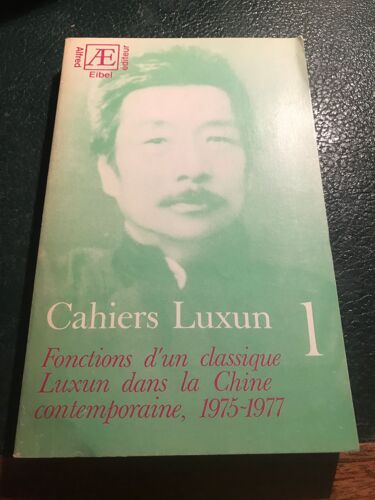 Alfred
Æ
Eibel
éditeur
Cahiers Luxun 1
Fonctions d'un classique
Luxun dans la Chine
contemporaine, 1975-1977